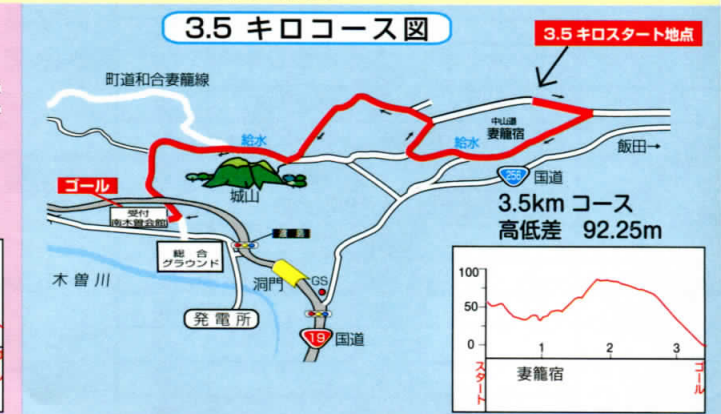 3.5 キロコース図
3.5 キロスタート地点
町道和合妻籠線
給水
中山道
妻籠宿
給水
飯田→
256
国道
城山
ゴール
受付
南木曽会館
総合
グラウンド
木曽川
洞門
GS
発電所
19
国道
3.5km コース
高低差 92.25m
100
50
0
1
2
3
スタート
妻籠宿
ゴール